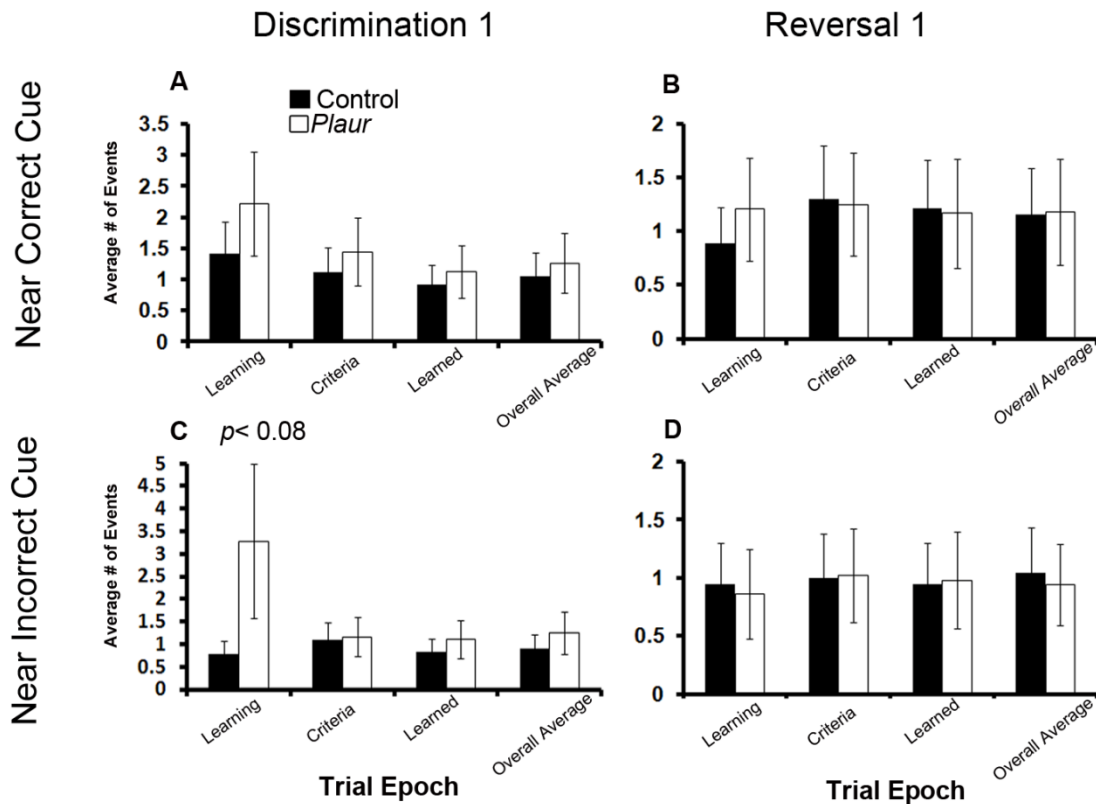 Discrimination 1
Reversal 1
Near Correct Cue
A
Control
Plaur
Average # of Events
3.5
3
2.5
2
1.5
1
0.5
0
Learning
Criteria
Learned
Overall Average
B
2
1.5
1
0.5
0
Learning
Criteria
Learned
Overall Average
Near Incorrect Cue
C
p< 0.08
Average # of Events
5
4.5
4
3.5
3
2.5
2
1.5
1
0.5
0
Learning
Criteria
Learned
Overall Average
Trial Epoch
D
2
1.5
1
0.5
0
Learning
Criteria
Learned
Overall Average
Trial Epoch